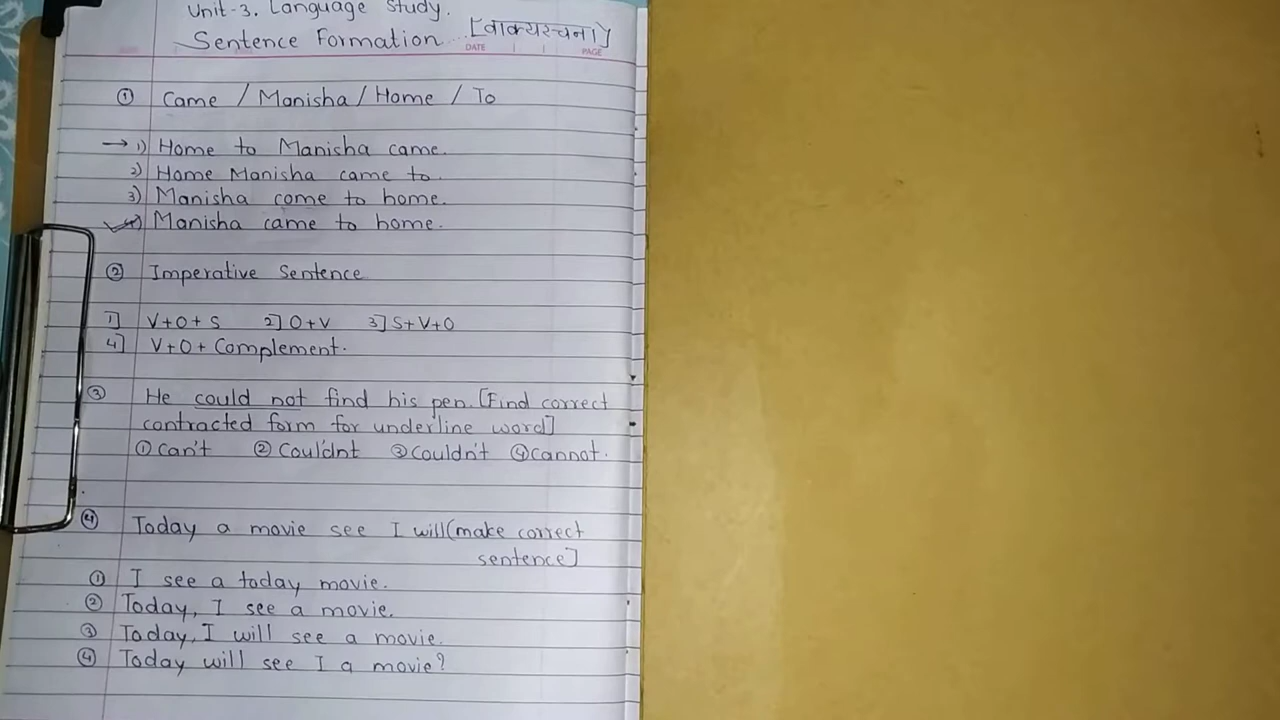 Unit-3. Language Study.
Sentence Formation [वाक्यरचना]
DATE PAGE
① Came / Manisha / Home / To
→ 1) Home to Manisha came.
2) Home Manisha came to.
3) Manisha come to home.
4) Manisha came to home.
② Imperative Sentence
1] V+O+S 2] O+V 3] S+V+O
4] V+O+Complement.
③ He could not find his pen. [Find correct
contracted form for underline word]
① Can't ② Could'nt ③ Couldn't ④ Cannot.
④ Today a movie see I will (make correct
sentence]
① I see a today movie.
② Today, I see a movie.
③ Today, I will see a movie.
④ Today will see I a movie?